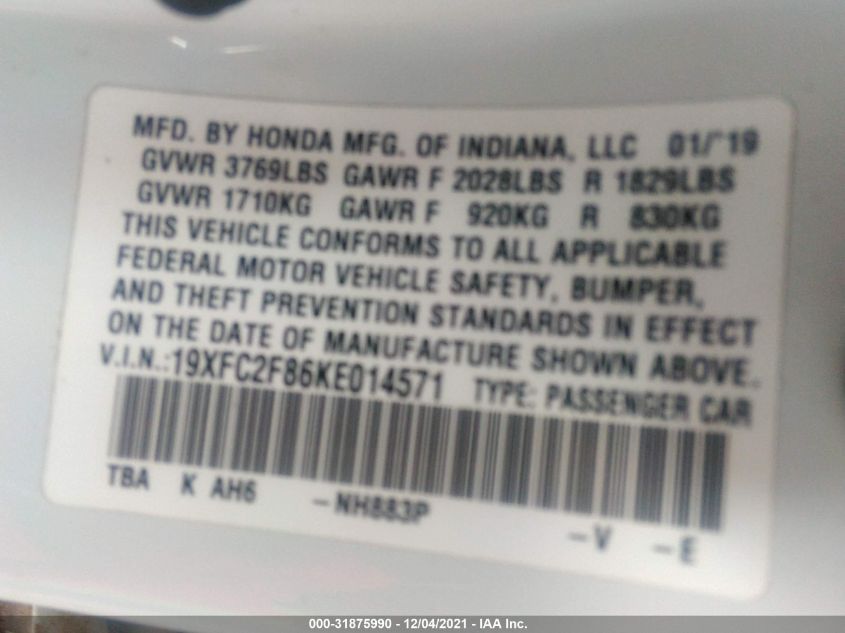 MFD. BY HONDA MFG. OF INDIANA, LLC 01/'19
GVWR 3769LBS GAWR F 2028LBS R 1829LBS
GVWR 1710KG GAWR F 920KG R 830KG
THIS VEHICLE CONFORMS TO ALL APPLICABLE
FEDERAL MOTOR VEHICLE SAFETY, BUMPER,
AND THEFT PREVENTION STANDARDS IN EFFECT
ON THE DATE OF MANUFACTURE SHOWN ABOVE.
V.I.N.:19XFC2F86KE014571 TYPE: PASSENGER CAR
TBA K AH6 -NH883P -V -E
000-31875990 - 12/04/2021 - IAA Inc.